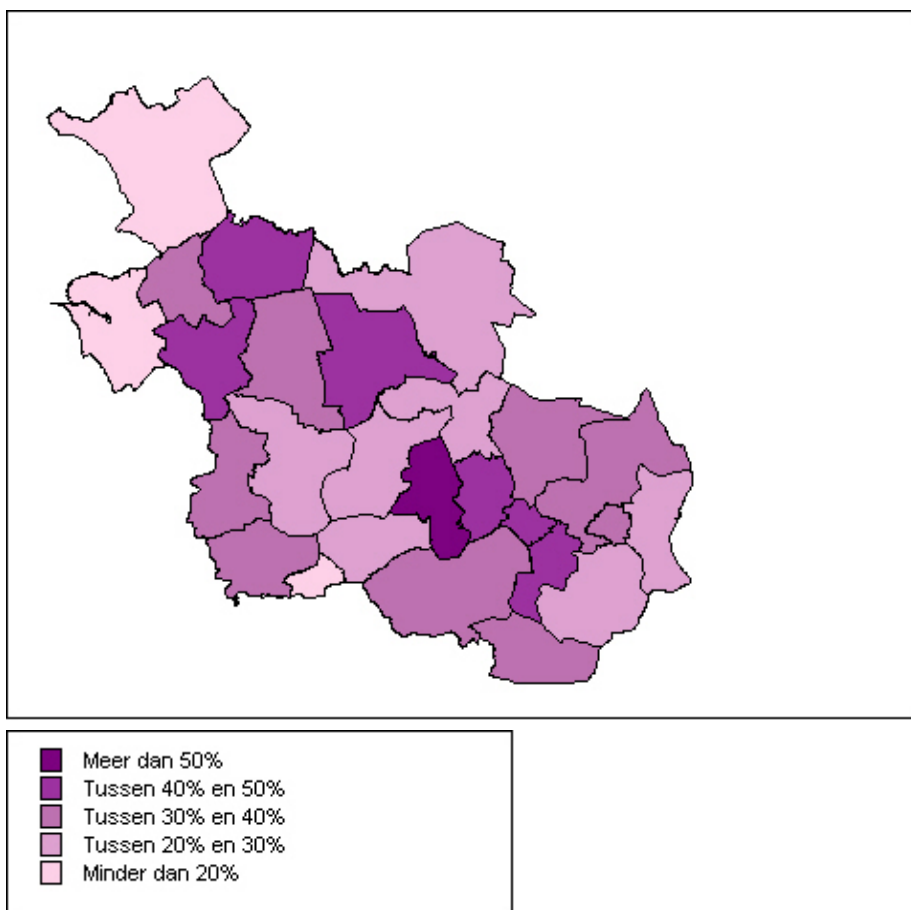 Meer dan 50%
Tussen 40% en 50%
Tussen 30% en 40%
Tussen 20% en 30%
Minder dan 20%